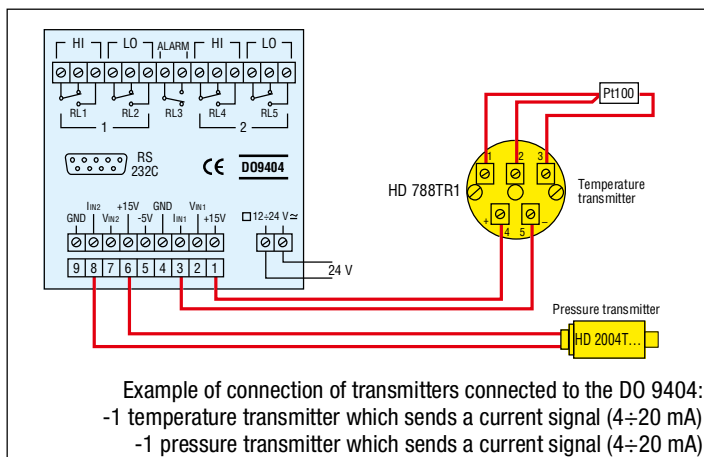 HI LO ALARM HI LO
RL1 RL2 RL3 RL4 RL5
1 2
RS
232C
CE DO9404
IIN2 +15V GND VIN1
GND VIN2 -5V IIN1 +15V
12÷24 V≃
9 8 7 6 5 4 3 2 1
24 V
Pt100
1 2 3
HD 788TR1
+ 4 5 –
Temperature
transmitter
Pressure transmitter
HD 2004T...
Example of connection of transmitters connected to the DO 9404:
-1 temperature transmitter which sends a current signal (4÷20 mA)
-1 pressure transmitter which sends a current signal (4÷20 mA)